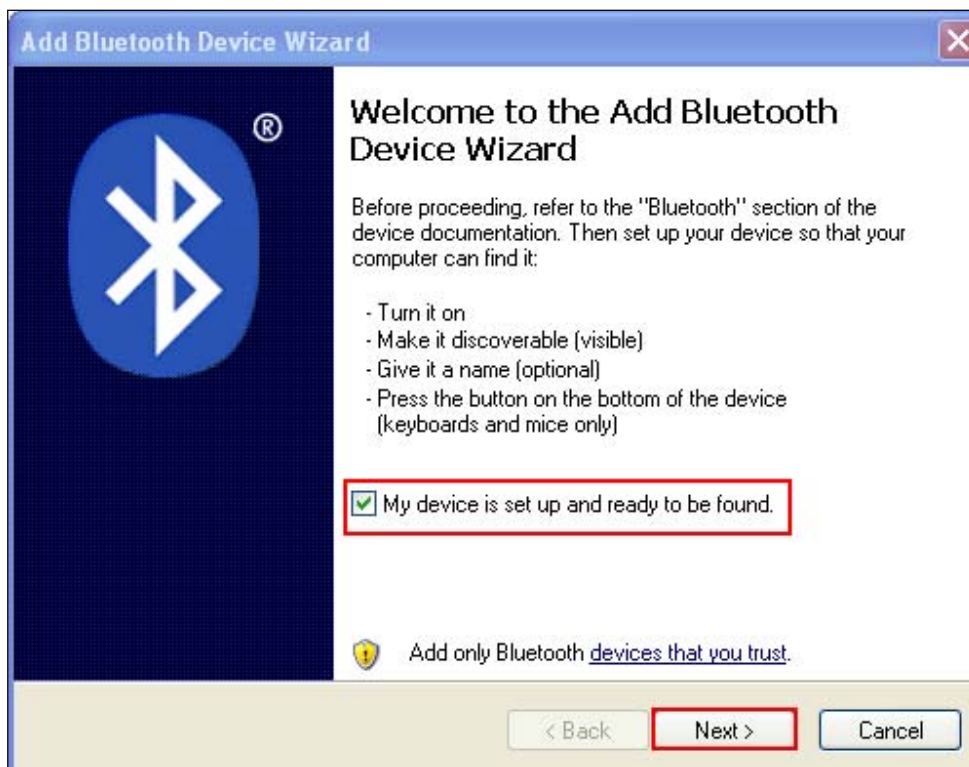 Add Bluetooth Device Wizard
®
Welcome to the Add Bluetooth
Device Wizard
Before proceeding, refer to the "Bluetooth" section of the
device documentation. Then set up your device so that your
computer can find it:
- Turn it on
- Make it discoverable (visible)
- Give it a name (optional)
- Press the button on the bottom of the device
(keyboards and mice only)
My device is set up and ready to be found.
Add only Bluetooth devices that you trust.
< Back Next > Cancel